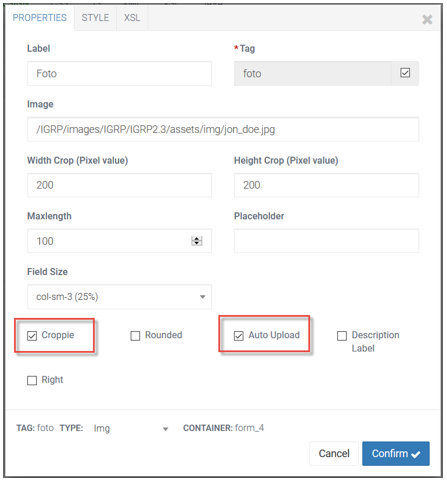 PROPERTIES STYLE XSL
Label *Tag
Foto foto
Image
/IGRP/images/IGRP/IGRP2.3/assets/img/jon_doe.jpg
Width Crop (Pixel value) Height Crop (Pixel value)
200 200
Maxlength Placeholder
100
Field Size
col-sm-3 (25%)
Croppie Rounded Auto Upload Description
Label
Right
TAG: foto TYPE: Img CONTAINER: form_4
Cancel Confirm